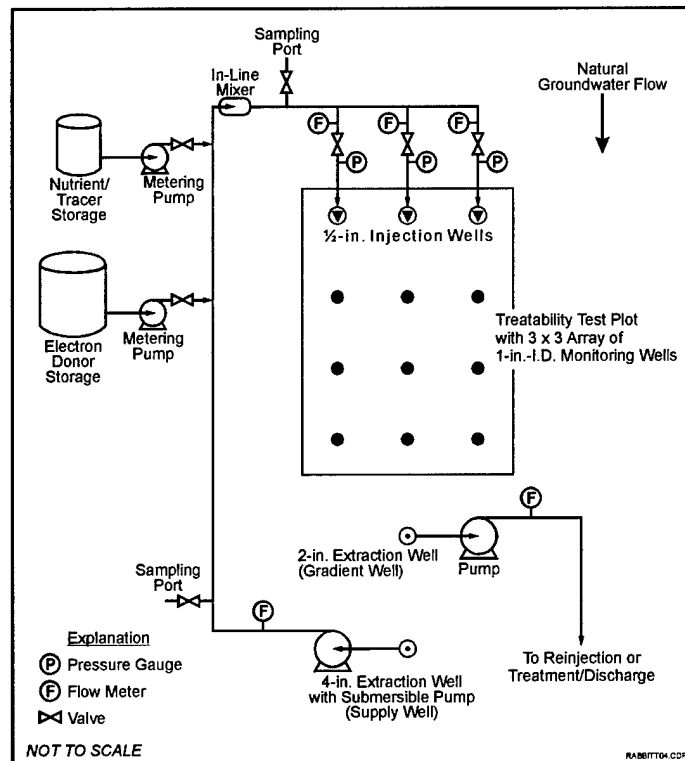 Sampling
Port
In-Line
Mixer
Natural
Groundwater Flow
F
F
F
P
P
P
Nutrient/
Tracer
Storage
Metering
Pump
½-in. Injection Wells
Electron
Donor
Storage
Metering
Pump
Treatability Test Plot
with 3 x 3 Array of
1-in.-I.D. Monitoring Wells
F
2-in. Extraction Well
(Gradient Well)
Pump
Sampling
Port
F
To Reinjection or
Treatment/Discharge
4-in. Extraction Well
with Submersible Pump
(Supply Well)
Explanation
P Pressure Gauge
F Flow Meter
Valve
NOT TO SCALE
RABBITT04.CDR